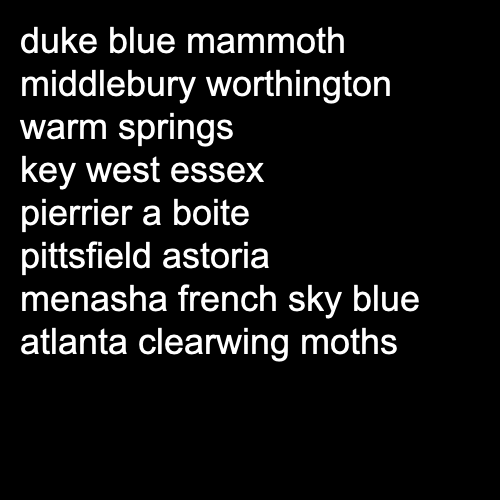 duke blue mammoth
middlebury worthington
warm springs
key west essex
pierrier a boite
pittsfield astoria
menasha french sky blue
atlanta clearwing moths